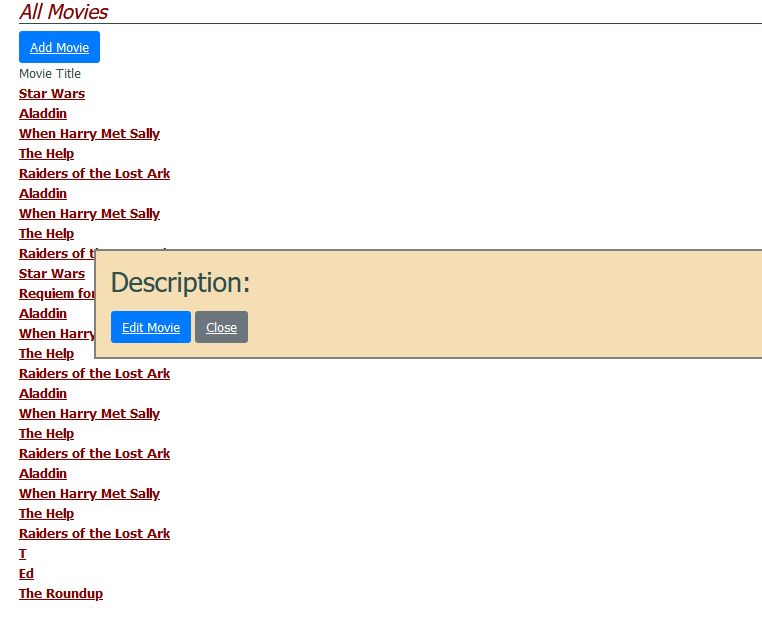 All Movies
Add Movie
Movie Title
Star Wars
Aladdin
When Harry Met Sally
The Help
Raiders of the Lost Ark
Aladdin
When Harry Met Sally
The Help
Raiders of
Star Wars
Requiem for
Aladdin
When Harry
The Help
Raiders of the Lost Ark
Aladdin
When Harry Met Sally
The Help
Raiders of the Lost Ark
Aladdin
When Harry Met Sally
The Help
Raiders of the Lost Ark
T
Ed
The Roundup
Description:
Edit Movie Close